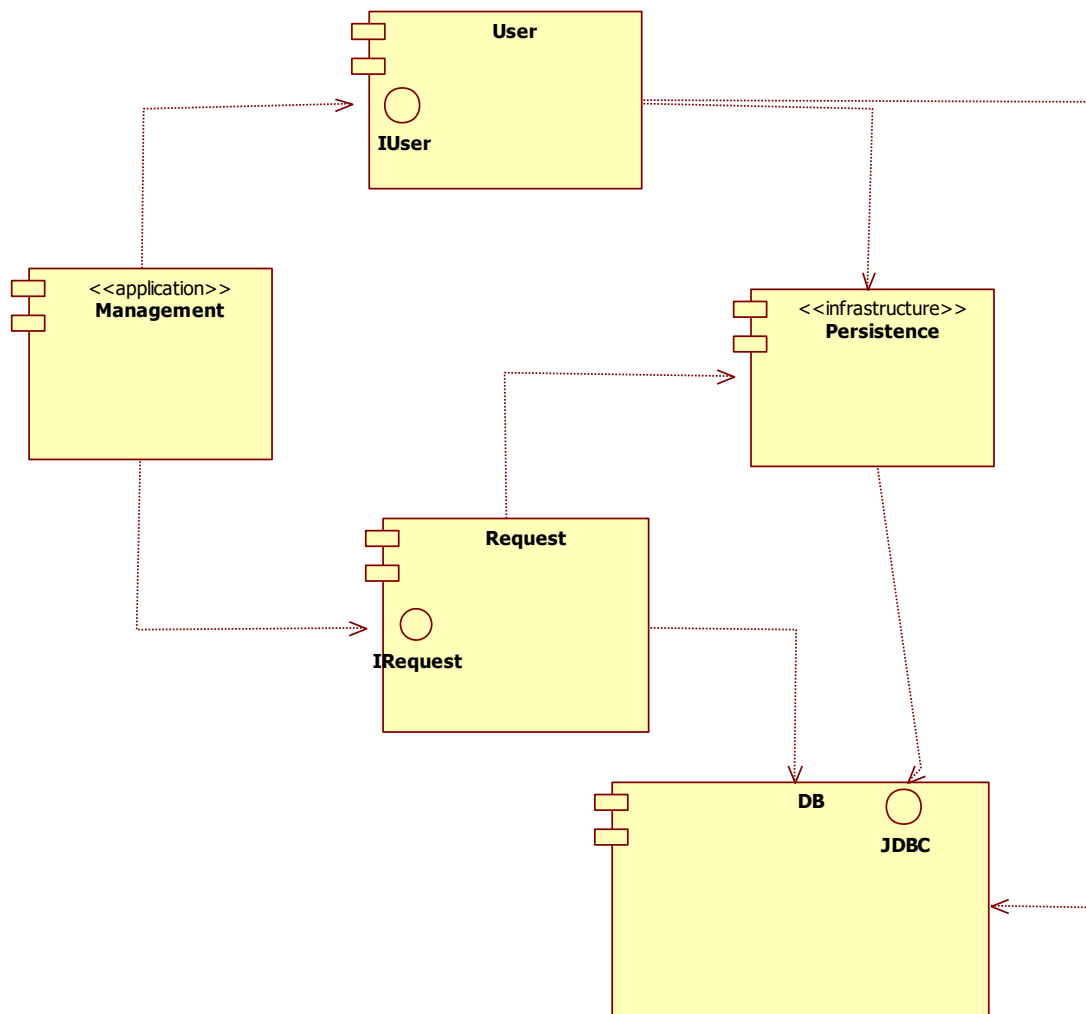 User
IUser
<<application>>
Management
<<infrastructure>>
Persistence
Request
IRequest
DB
JDBC